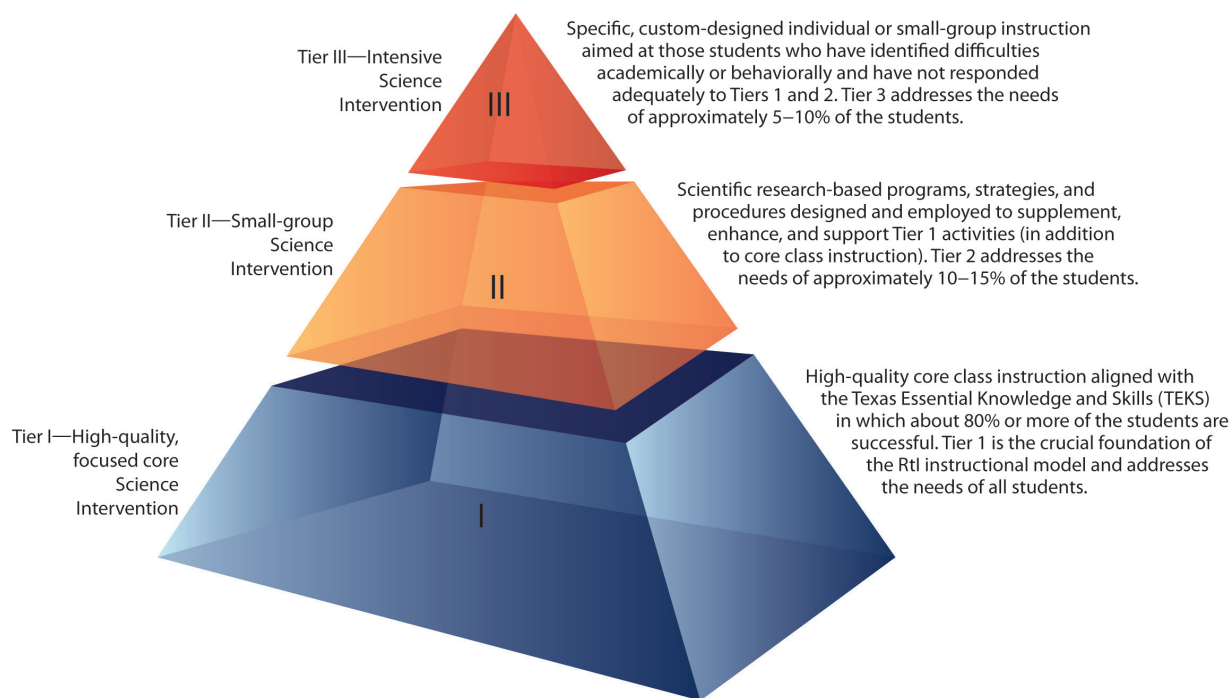 Tier III—Intensive
Science
Intervention
III
Specific, custom-designed individual or small-group instruction
aimed at those students who have identified difficulties
academically or behaviorally and have not responded
adequately to Tiers 1 and 2. Tier 3 addresses the needs
of approximately 5–10% of the students.
Tier II—Small-group
Science
Intervention
II
Scientific research-based programs, strategies, and
procedures designed and employed to supplement,
enhance, and support Tier 1 activities (in addition
to core class instruction). Tier 2 addresses the
needs of approximately 10–15% of the students.
Tier I—High-quality,
focused core
Science
Intervention
I
High-quality core class instruction aligned with
the Texas Essential Knowledge and Skills (TEKS)
in which about 80% or more of the students are
successful. Tier 1 is the crucial foundation of
the RtI instructional model and addresses
the needs of all students.